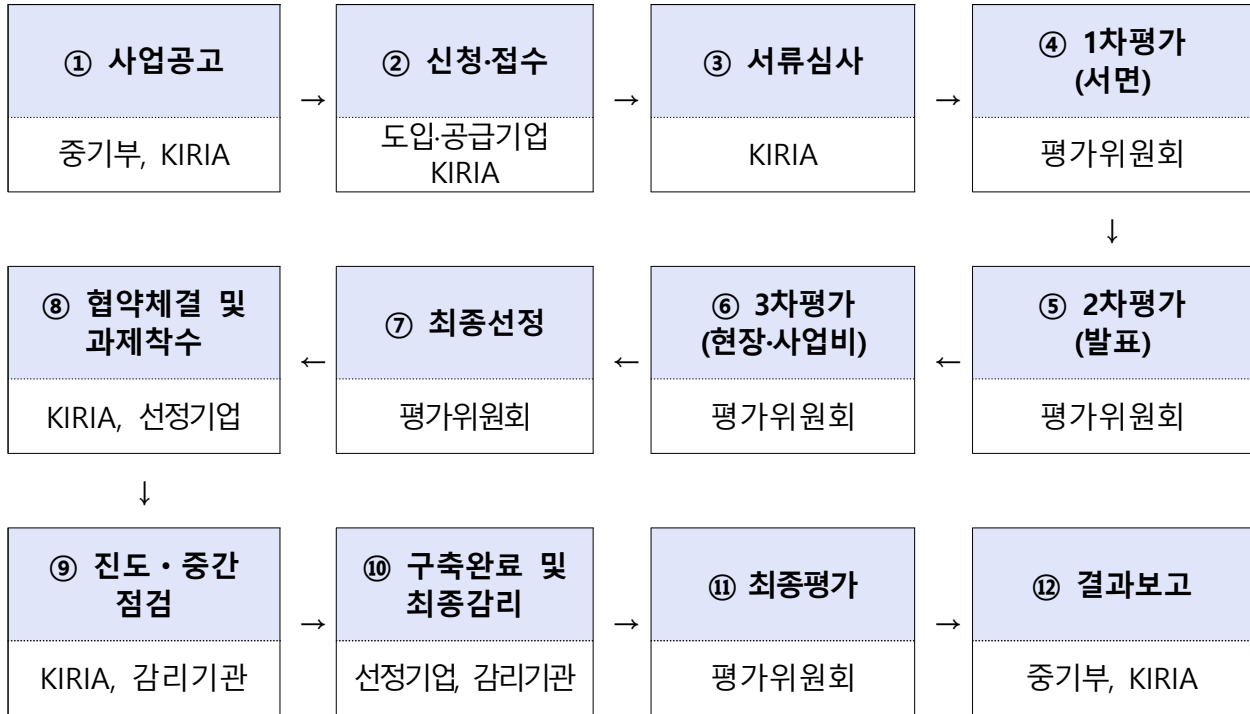 ① 사업공고
중기부, KIRIA
→
② 신청·접수
도입·공급기업
KIRIA
→
③ 서류심사
KIRIA
→
④ 1차평가
(서면)
평가위원회
↓
⑤ 2차평가
(발표)
평가위원회
←
⑥ 3차평가
(현장·사업비)
평가위원회
←
⑦ 최종선정
평가위원회
←
⑧ 협약체결 및
과제착수
KIRIA, 선정기업
↓
⑨ 진도·중간
점검
KIRIA, 감리기관
→
⑩ 구축완료 및
최종감리
선정기업, 감리기관
→
⑪ 최종평가
평가위원회
→
⑫ 결과보고
중기부, KIRIA